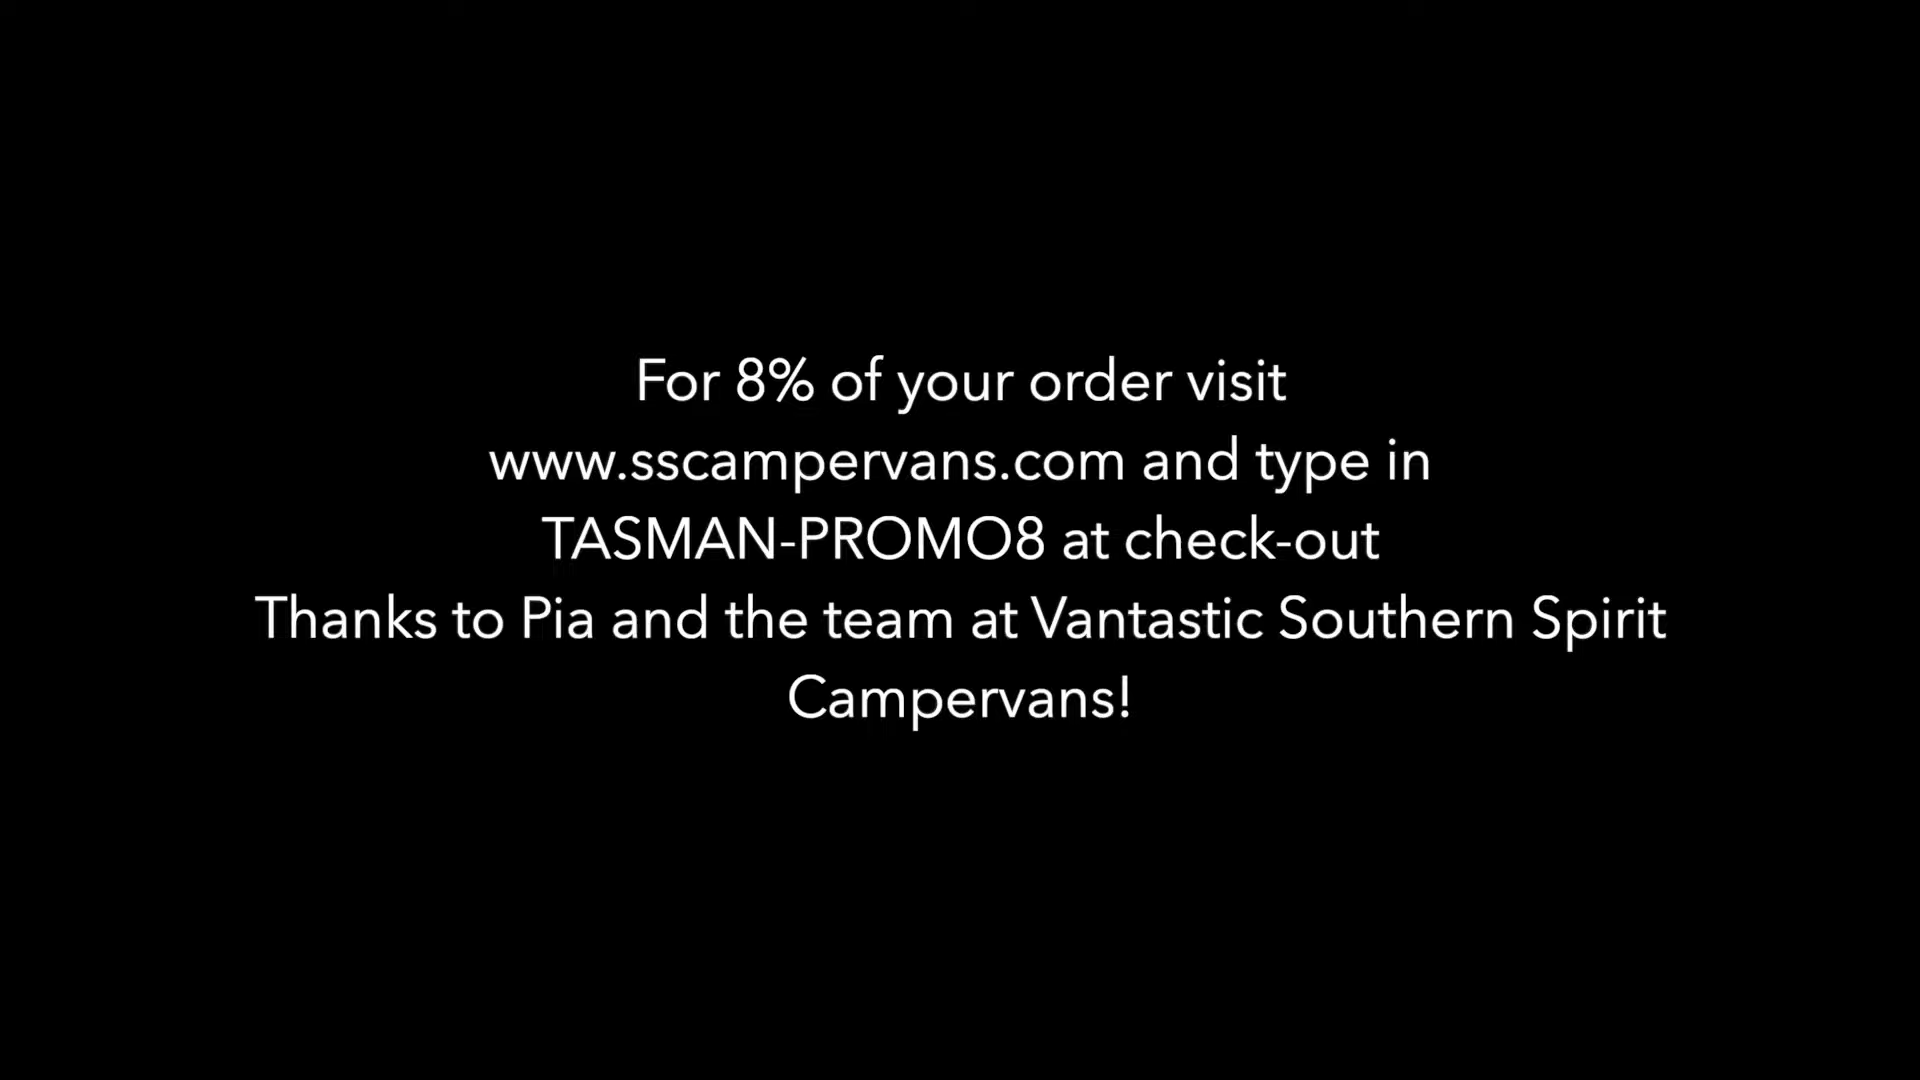 For 8% of your order visit
www.sscampervans.com and type in
TASMAN-PROMO8 at check-out
Thanks to Pia and the team at Vantastic Southern Spirit
Campervans!